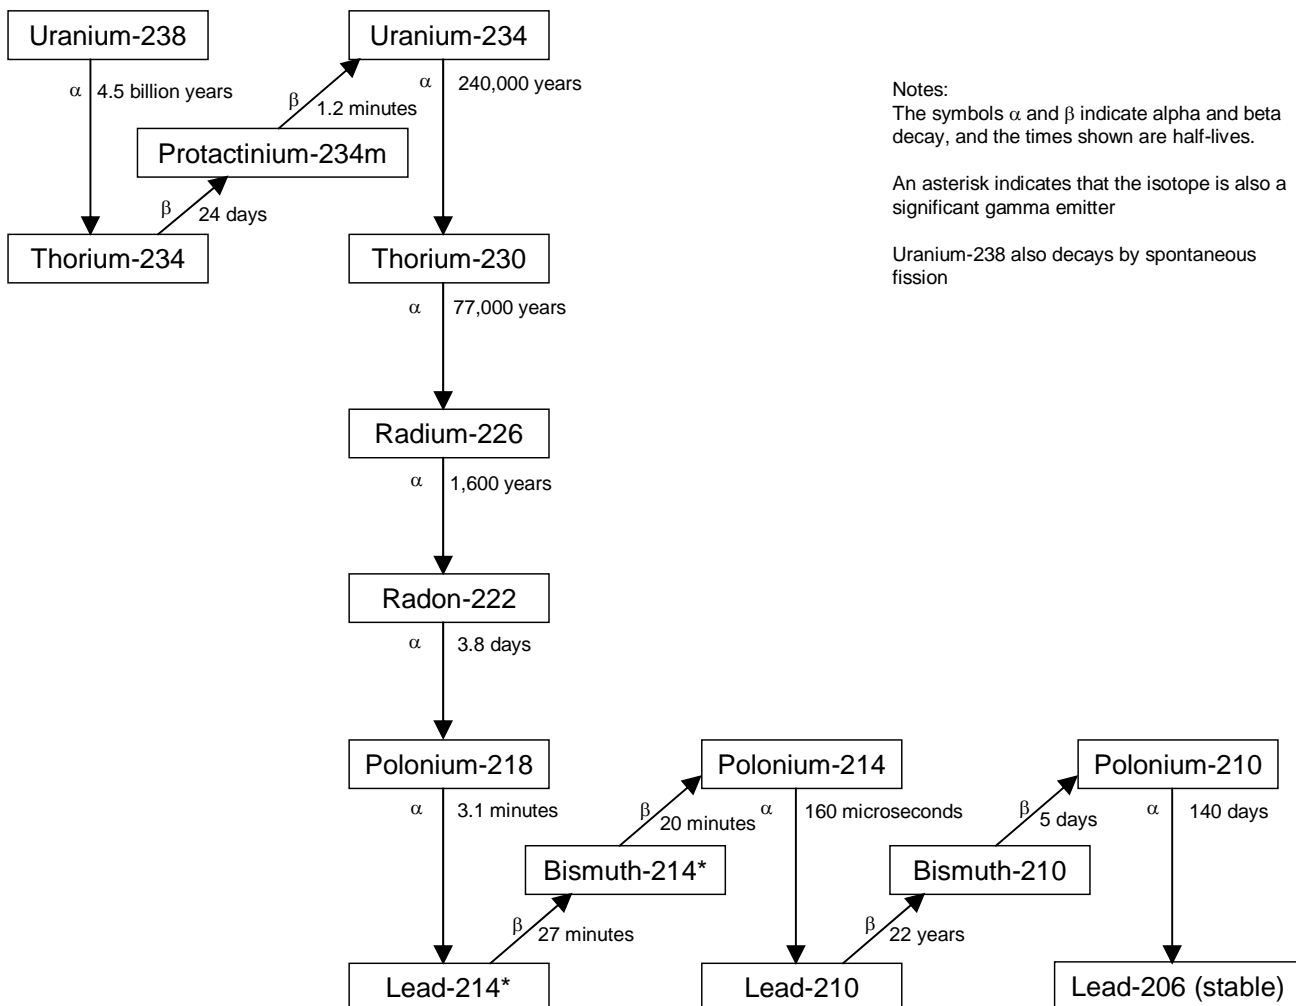 Uranium-238
Uranium-234
α 4.5 billion years
β 1.2 minutes
α 240,000 years
Notes:
The symbols α and β indicate alpha and beta
decay, and the times shown are half-lives.
An asterisk indicates that the isotope is also a
significant gamma emitter
Uranium-238 also decays by spontaneous
fission
Protactinium-234m
β 24 days
Thorium-234
Thorium-230
α 77,000 years
Radium-226
α 1,600 years
Radon-222
α 3.8 days
Polonium-218
Polonium-214
Polonium-210
α 3.1 minutes
β 20 minutes
α 160 microseconds
β 5 days
α 140 days
Bismuth-214*
Bismuth-210
β 27 minutes
β 22 years
Lead-214*
Lead-210
Lead-206 (stable)